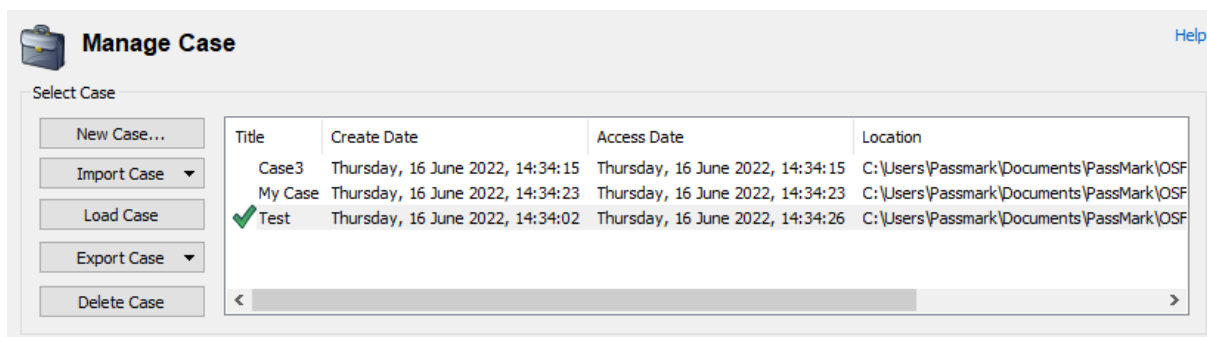 Manage Case
Help
Select Case
New Case...
Import Case
Load Case
Export Case
Delete Case
Title Create Date Access Date Location
Case3 Thursday, 16 June 2022, 14:34:15 Thursday, 16 June 2022, 14:34:15 C:\Users\Passmark\Documents\PassMark\OSF
My Case Thursday, 16 June 2022, 14:34:23 Thursday, 16 June 2022, 14:34:23 C:\Users\Passmark\Documents\PassMark\OSF
Test Thursday, 16 June 2022, 14:34:02 Thursday, 16 June 2022, 14:34:26 C:\Users\Passmark\Documents\PassMark\OSF